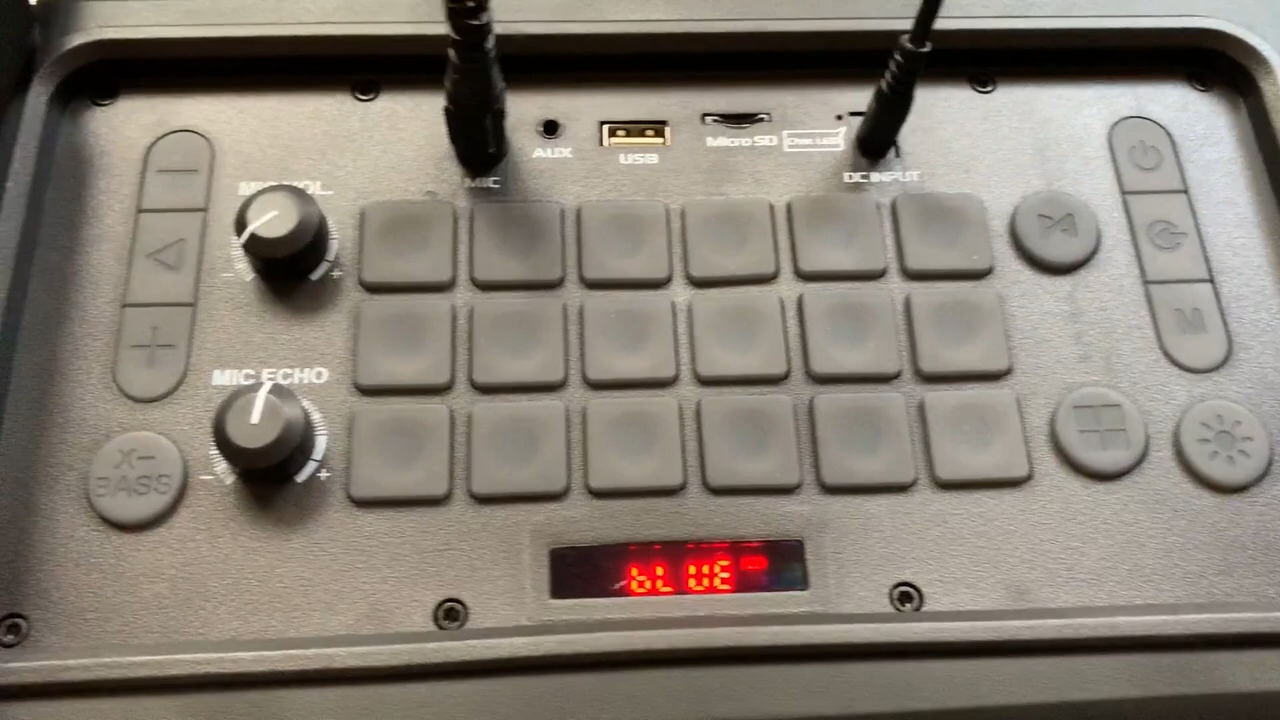 AUX
USB
Micro SD
DC INPUT
MIC
MIC VOL.
- +
MIC ECHO
- +
X-
BASS
M
bLUE